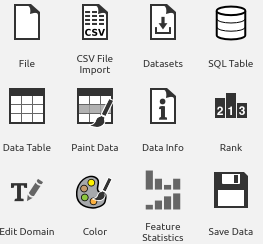 CSV
File
CSV File
Import
Datasets
SQL Table
2 1 3
Data Table
Paint Data
Data Info
Rank
T
Edit Domain
Color
Feature
Statistics
Save Data